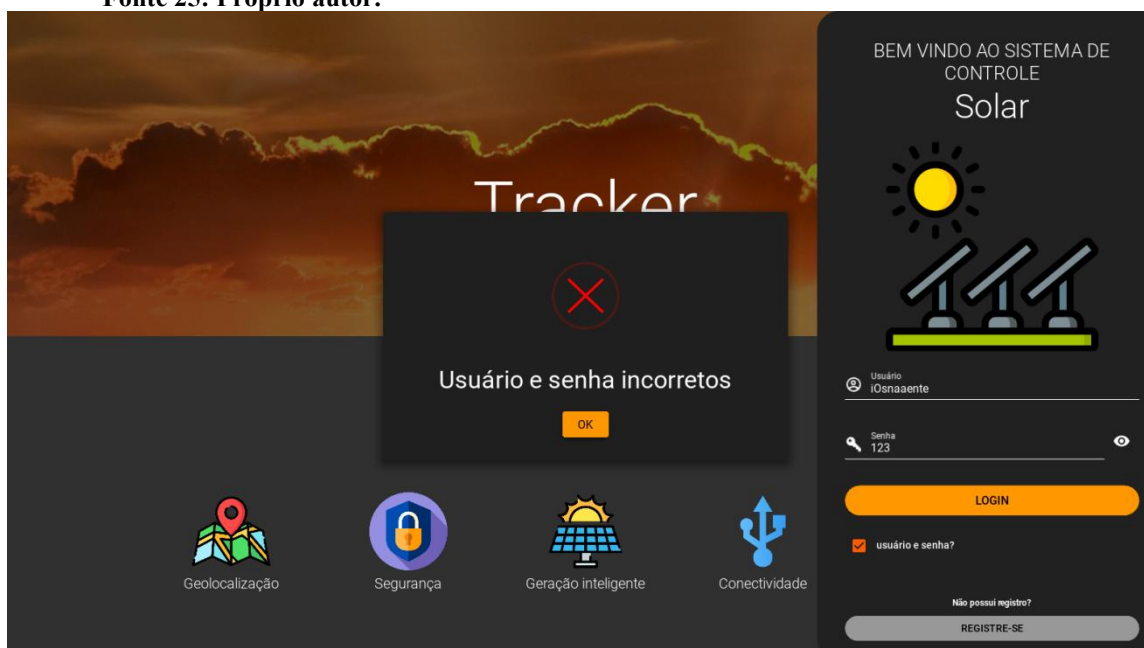 Fonte 25: Próprio autor.
BEM VINDO AO SISTEMA DE
CONTROLE
Solar
Tracker
Usuário e senha incorretos
OK
Usuário
iOsnaaente
Senha
123
LOGIN
usuário e senha?
Geolocalização
Segurança
Geração inteligente
Conectividade
Não possui registro?
REGISTRE-SE